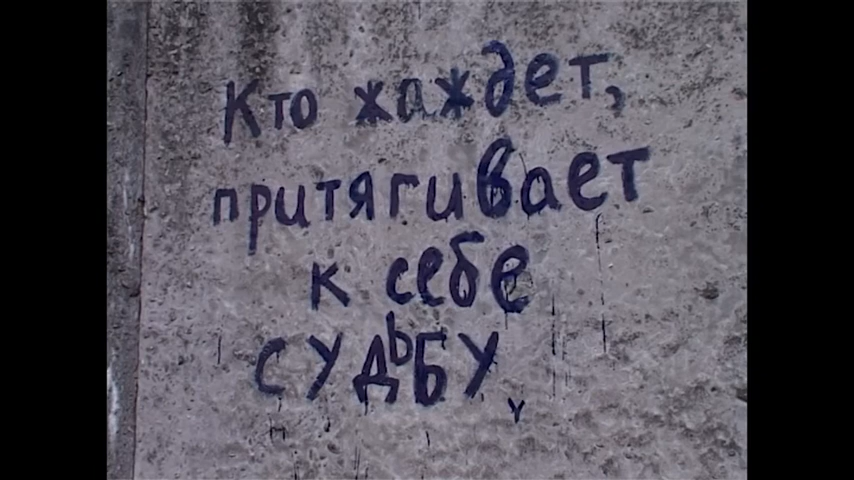 Кто жаждет,
притягивает
к себе
судьбу